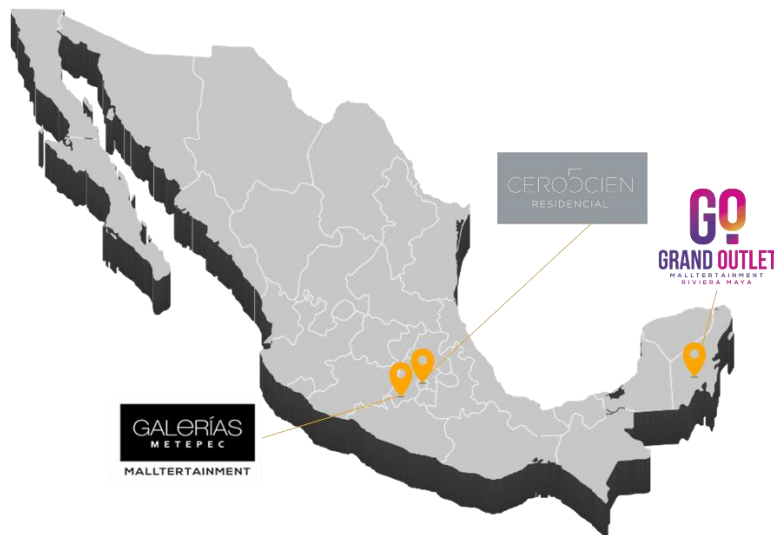 CERO5CIEN
RESIDENCIAL
GO
GRAND OUTLET
MALLTERTAINMENT
RIVIERA MAYA
GALERÍAS
METEPEC
MALLTERTAINMENT